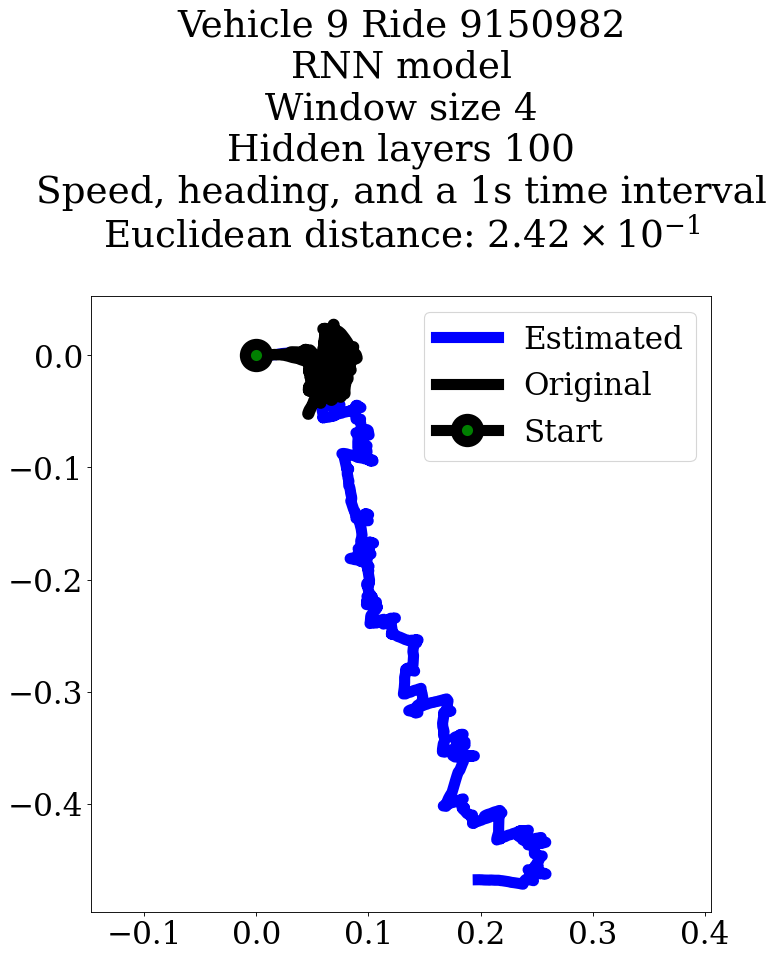 Vehicle 9 Ride 9150982
RNN model
Window size 4
Hidden layers 100
Speed, heading, and a 1s time interval
Euclidean distance: 2.42 × 10⁻¹
Estimated
Original
Start
0.0
−0.1
−0.2
−0.3
−0.4
−0.1 0.0 0.1 0.2 0.3 0.4